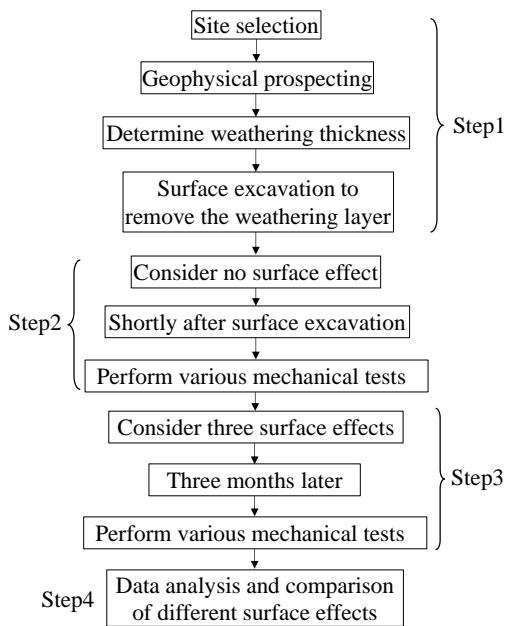 Site selection
Geophysical prospecting
Determine weathering thickness
Step1
Surface excavation to
remove the weathering layer
Consider no surface effect
Step2
Shortly after surface excavation
Perform various mechanical tests
Consider three surface effects
Three months later
Step3
Perform various mechanical tests
Step4
Data analysis and comparison
of different surface effects